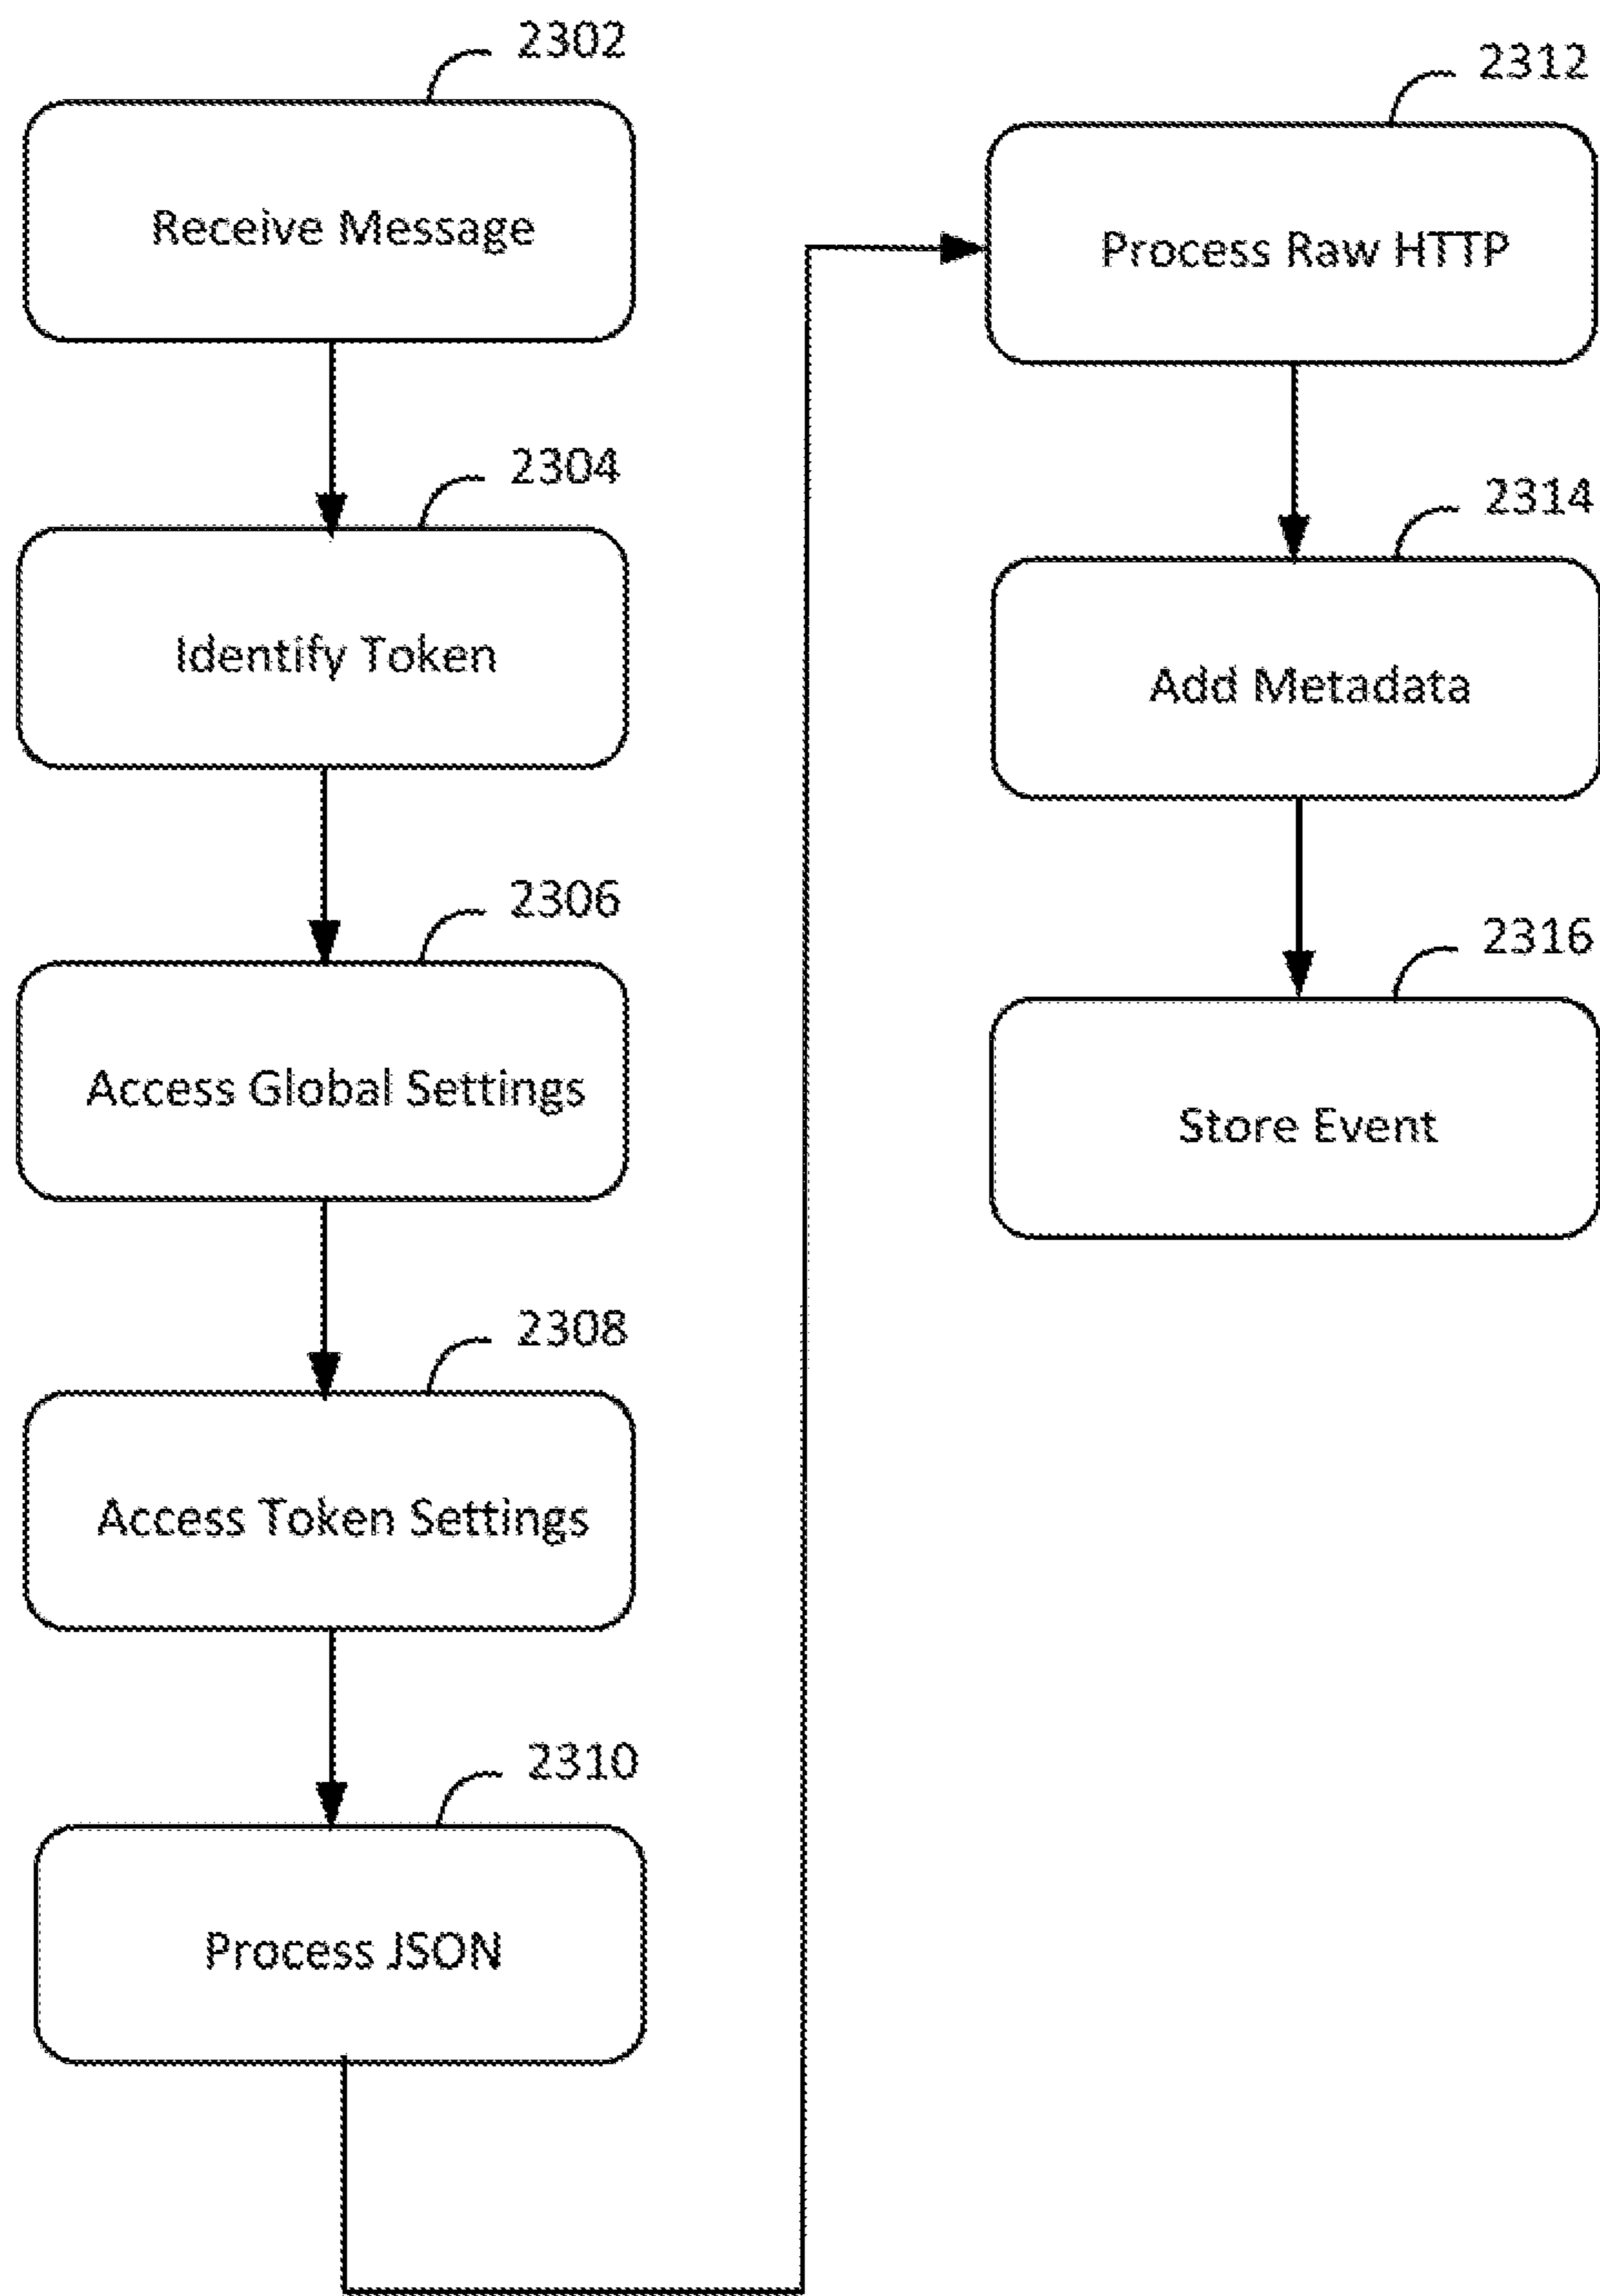 2302
Receive Message
2304
Identify Token
2306
Access Global Settings
2308
Access Token Settings
2310
Process JSON
2312
Process Raw HTTP
2314
Add Metadata
2316
Store Event